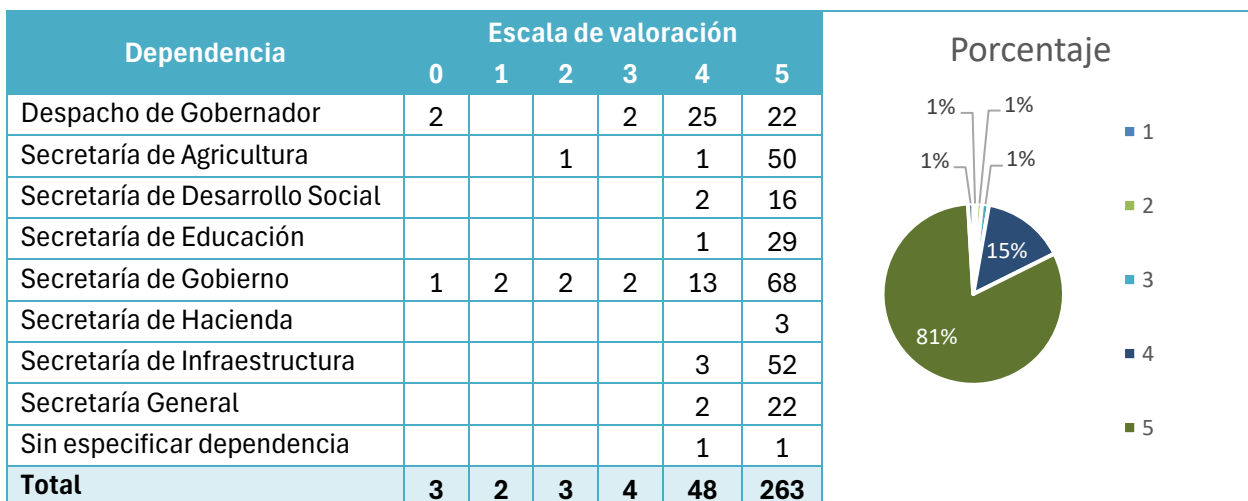 Dependencia Escala de valoración
0 1 2 3 4 5
Despacho de Gobernador 2 2 25 22
Secretaría de Agricultura 1 1 50
Secretaría de Desarrollo Social 2 16
Secretaría de Educación 1 29
Secretaría de Gobierno 1 2 2 2 13 68
Secretaría de Hacienda 3
Secretaría de Infraestructura 3 52
Secretaría General 2 22
Sin especificar dependencia 1 1
Total 3 2 3 4 48 263
Porcentaje
1% 1%
1% 1%
15%
81%
1
2
3
4
5